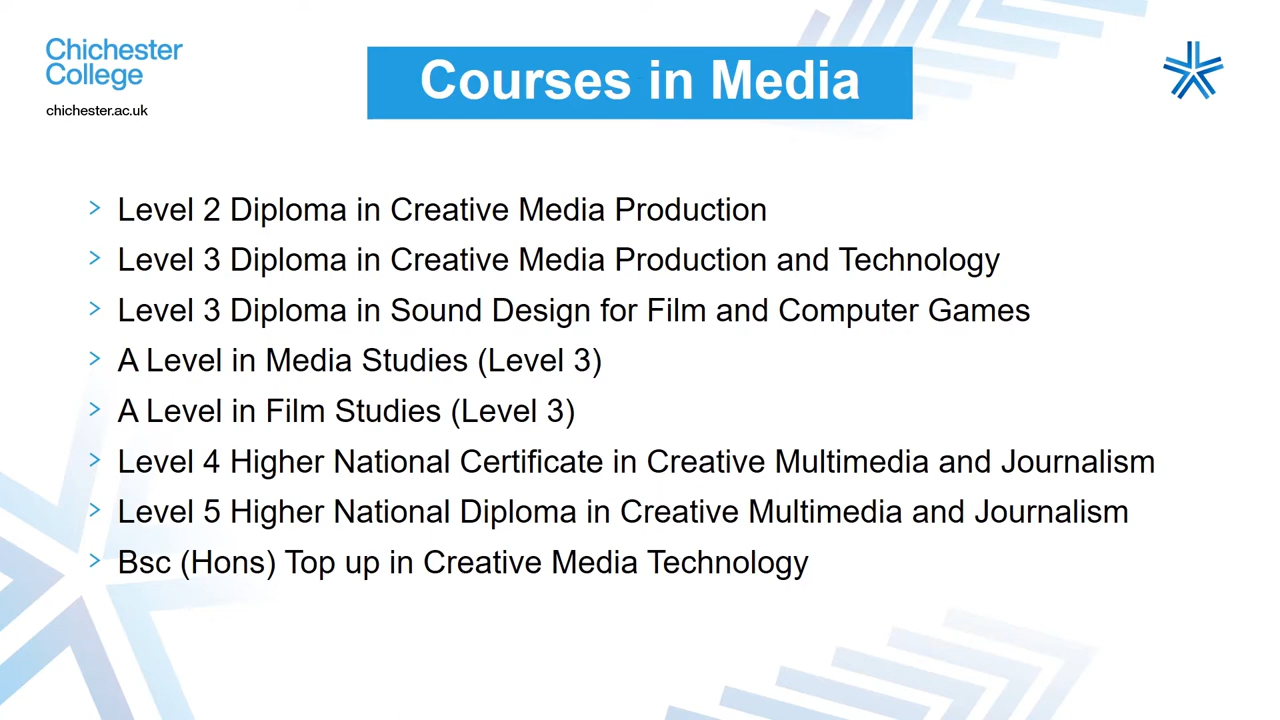 Chichester
College
chichester.ac.uk
Courses in Media
Level 2 Diploma in Creative Media Production
Level 3 Diploma in Creative Media Production and Technology
Level 3 Diploma in Sound Design for Film and Computer Games
A Level in Media Studies (Level 3)
A Level in Film Studies (Level 3)
Level 4 Higher National Certificate in Creative Multimedia and Journalism
Level 5 Higher National Diploma in Creative Multimedia and Journalism
Bsc (Hons) Top up in Creative Media Technology